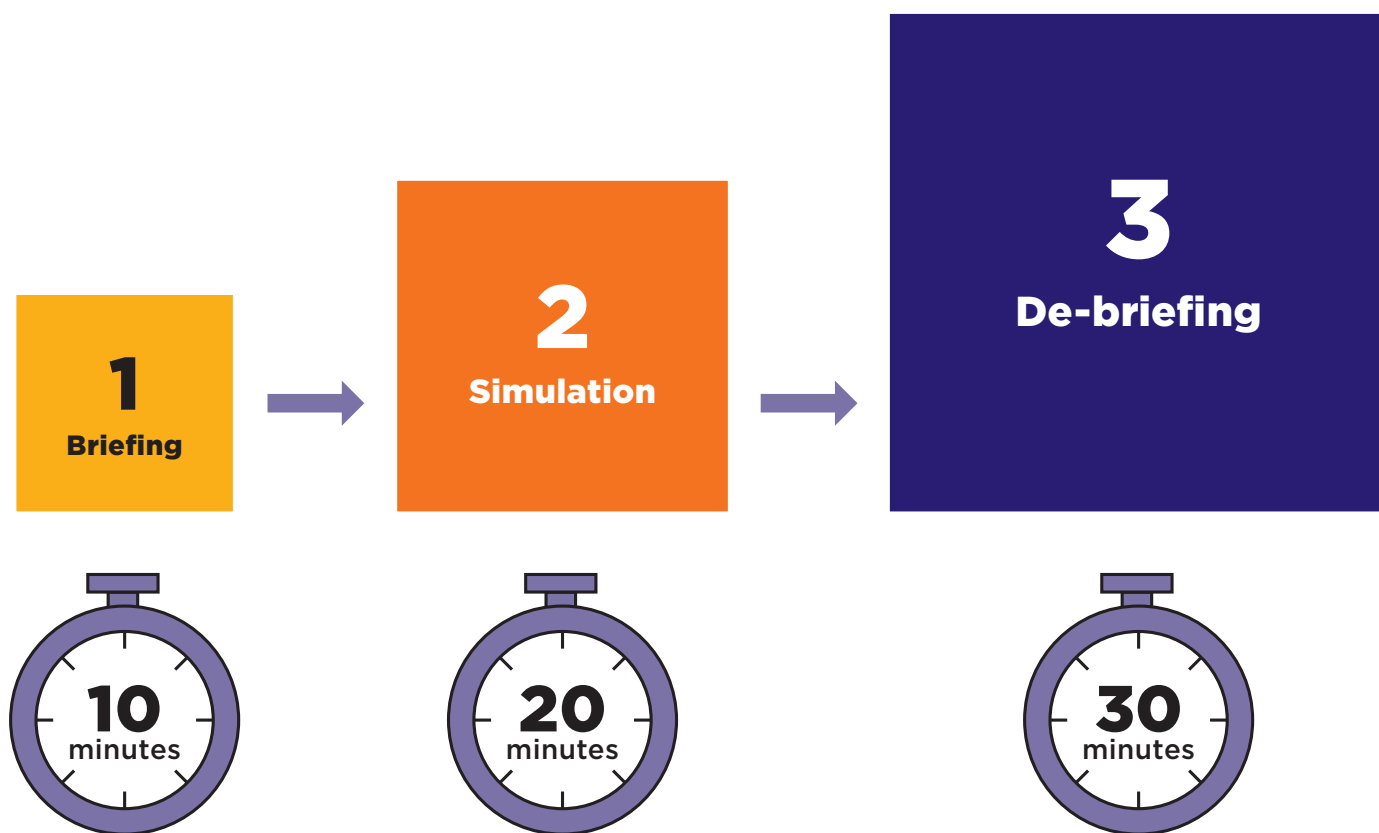 1
Briefing
2
Simulation
3
De-briefing
10
minutes
20
minutes
30
minutes